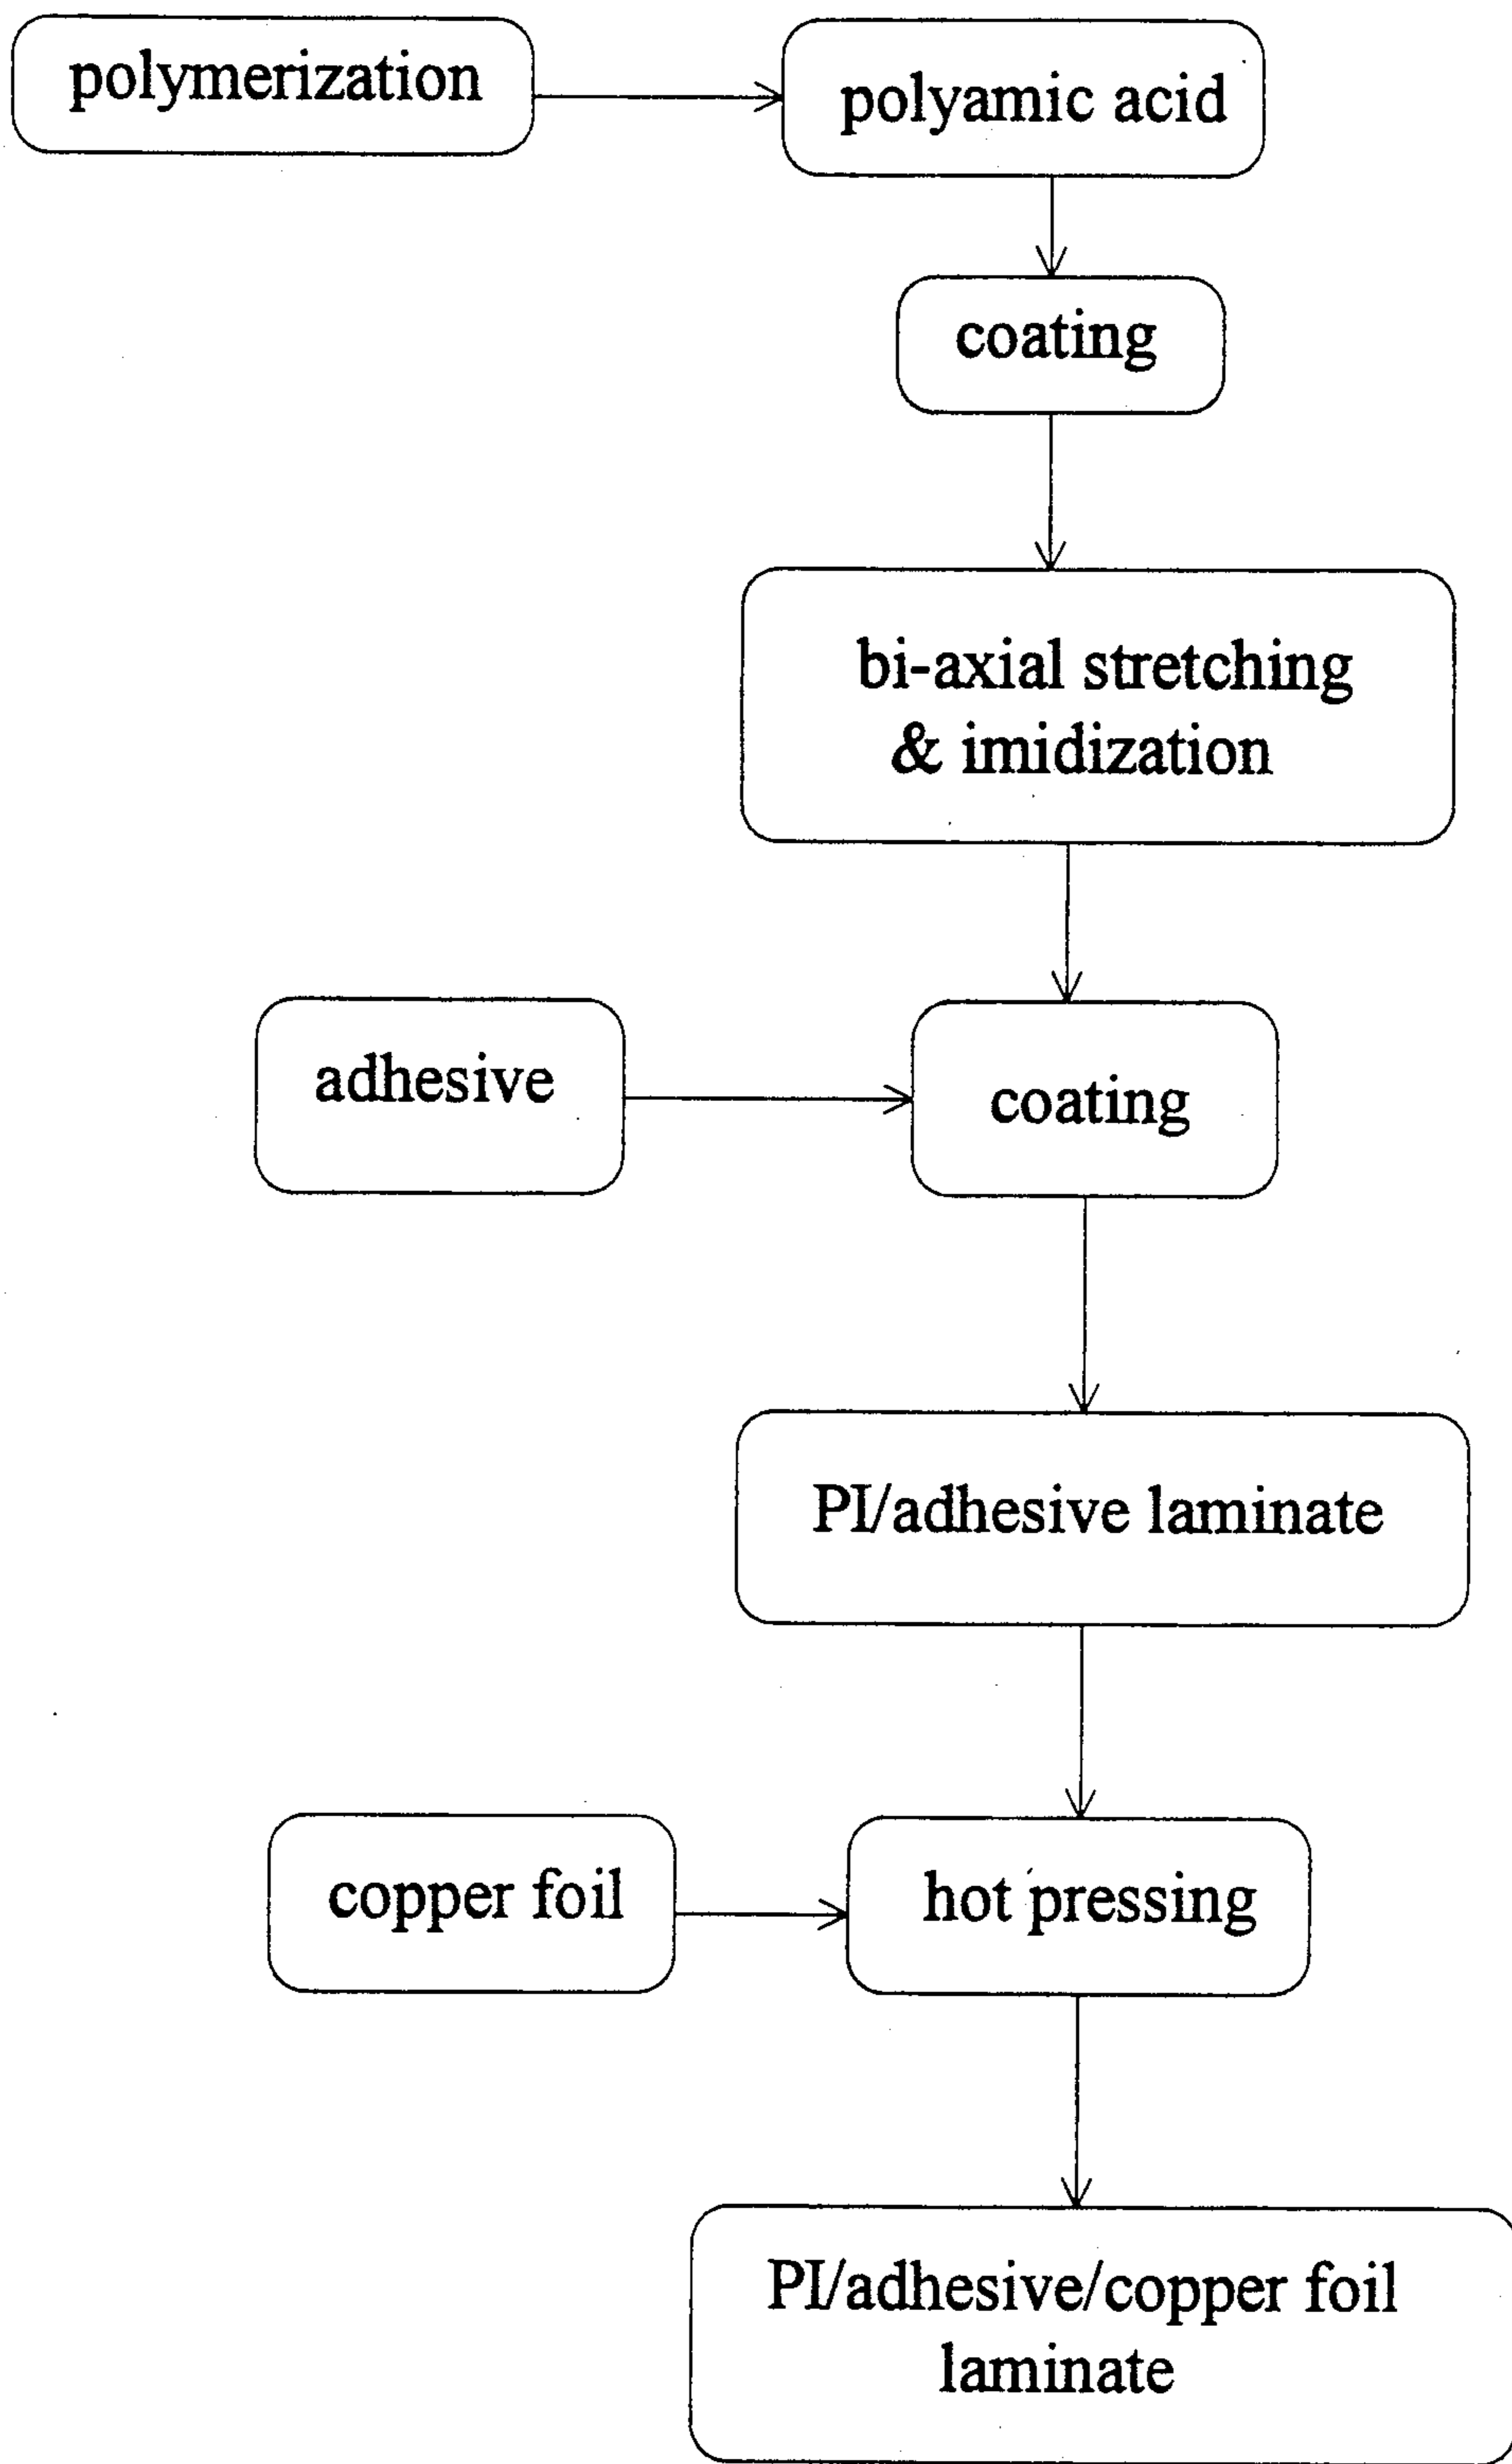 polymerization
polyamic acid
coating
bi-axial stretching
& imidization
adhesive
coating
PI/adhesive laminate
copper foil
hot pressing
PI/adhesive/copper foil
laminate